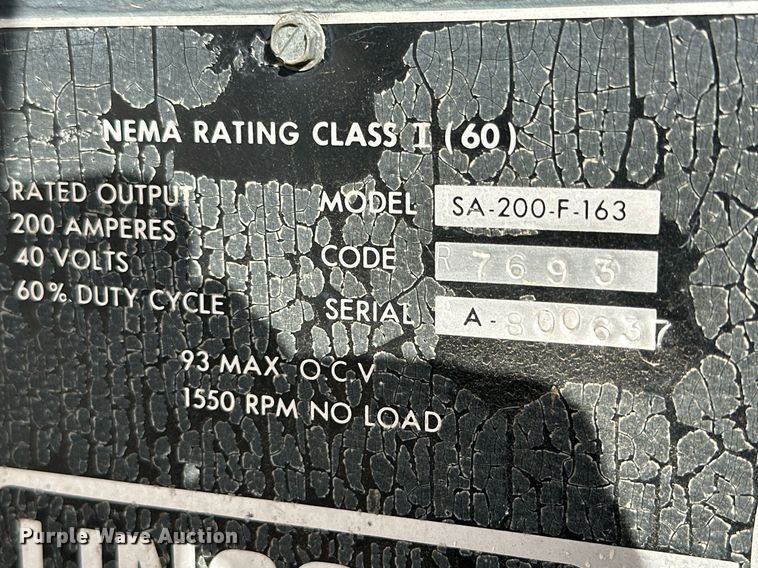 NEMA RATING CLASS I (60)
RATED OUTPUT
200 AMPERES
40 VOLTS
60% DUTY CYCLE
MODEL SA-200-F-163
CODE R 7693
SERIAL A-800637
93 MAX. O C V
1550 RPM NO LOAD
Purple Wave Auction